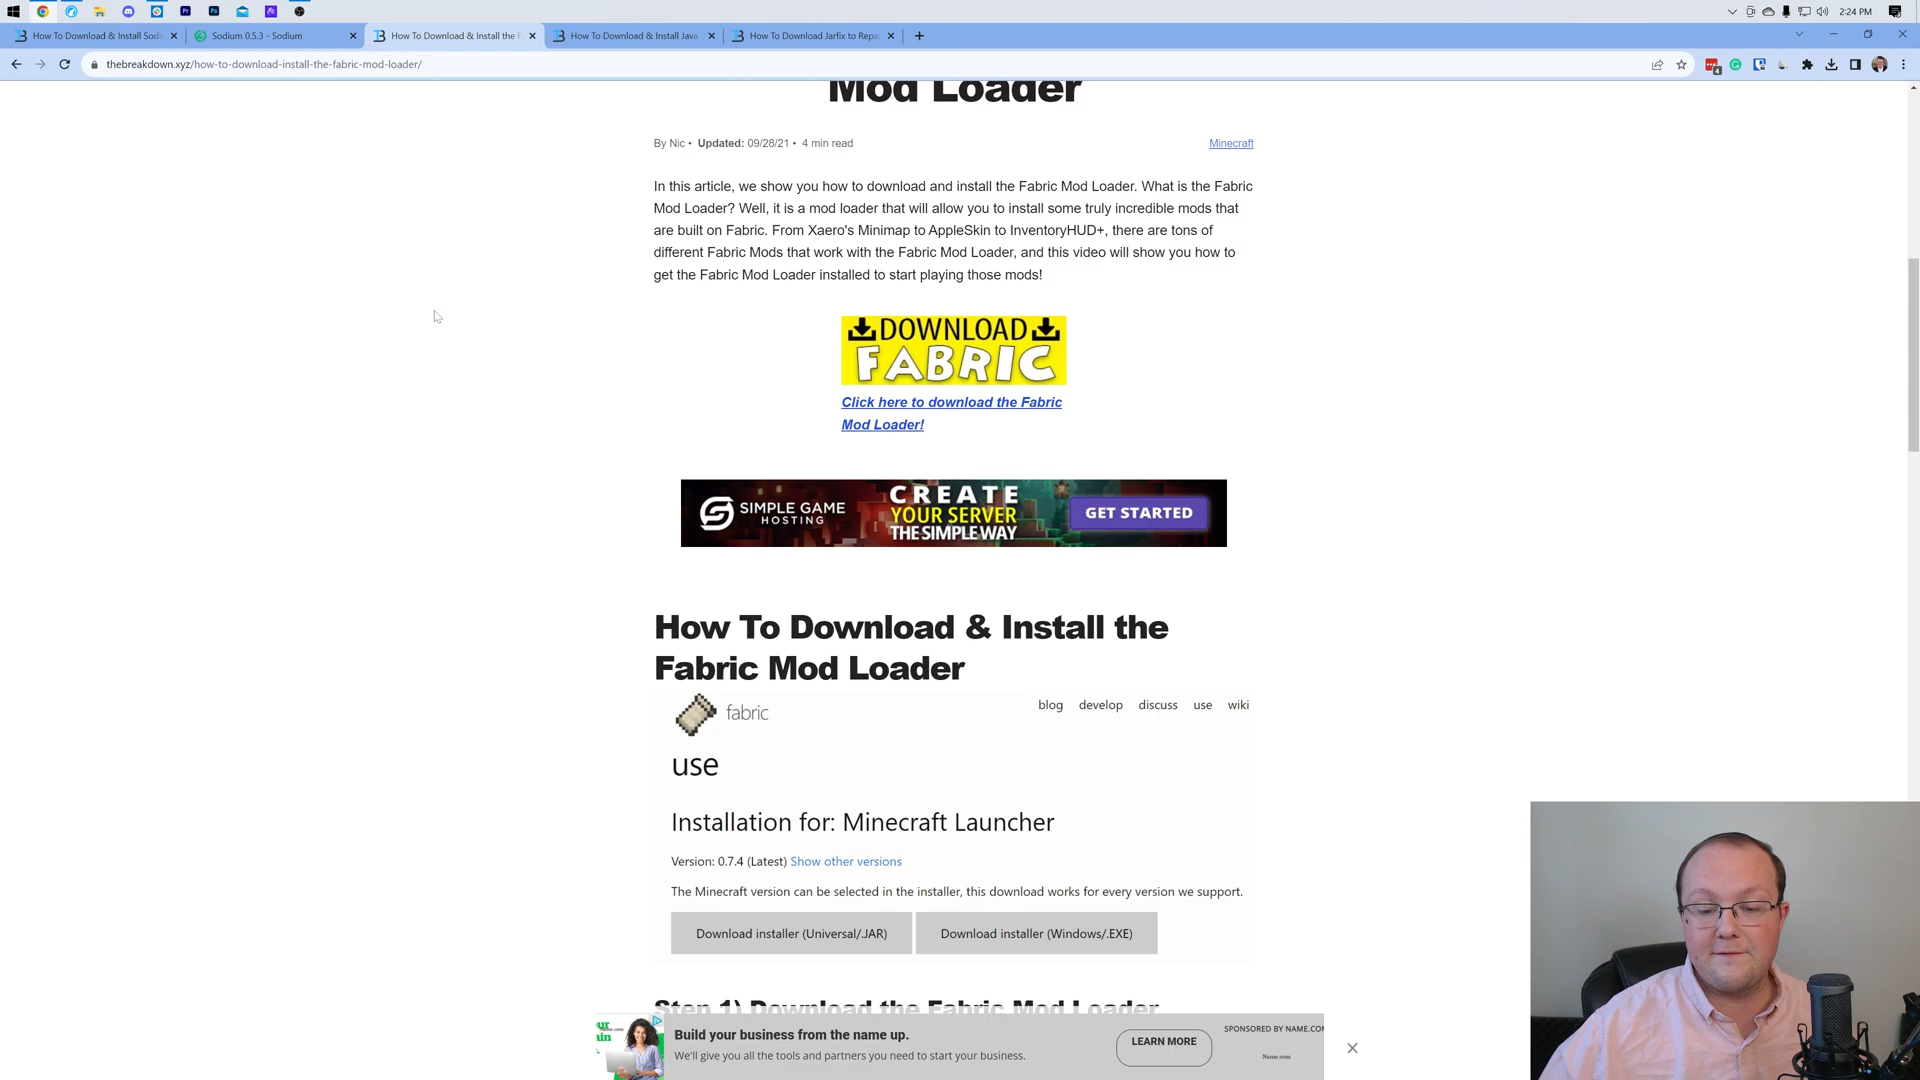 2:24 PM
How To Download & Install Sodi
Sodium 0.5.3 - Sodium
How To Download & Install the F
How To Download & Install Java
How To Download Jarfix to Repai
thebreakdown.xyz/how-to-download-install-the-fabric-mod-loader/
Mod Loader
By Nic • Updated: 09/28/21 • 4 min read
Minecraft
In this article, we show you how to download and install the Fabric Mod Loader. What is the Fabric
Mod Loader? Well, it is a mod loader that will allow you to install some truly incredible mods that
are built on Fabric. From Xaero's Minimap to AppleSkin to InventoryHUD+, there are tons of
different Fabric Mods that work with the Fabric Mod Loader, and this video will show you how to
get the Fabric Mod Loader installed to start playing those mods!
DOWNLOAD
FABRIC
Click here to download the Fabric
Mod Loader!
SIMPLE GAME
HOSTING
CREATE
YOUR SERVER
THE SIMPLE WAY
GET STARTED
How To Download & Install the
Fabric Mod Loader
fabric
blog develop discuss use wiki
use
Installation for: Minecraft Launcher
Version: 0.7.4 (Latest) Show other versions
The Minecraft version can be selected in the installer, this download works for every version we support.
Download installer (Universal/.JAR)
Download installer (Windows/.EXE)
Step 1) Download the Fabric Mod Loader
Build your business from the name up.
We'll give you all the tools and partners you need to start your business.
LEARN MORE
SPONSORED BY NAME.COM
Name.com